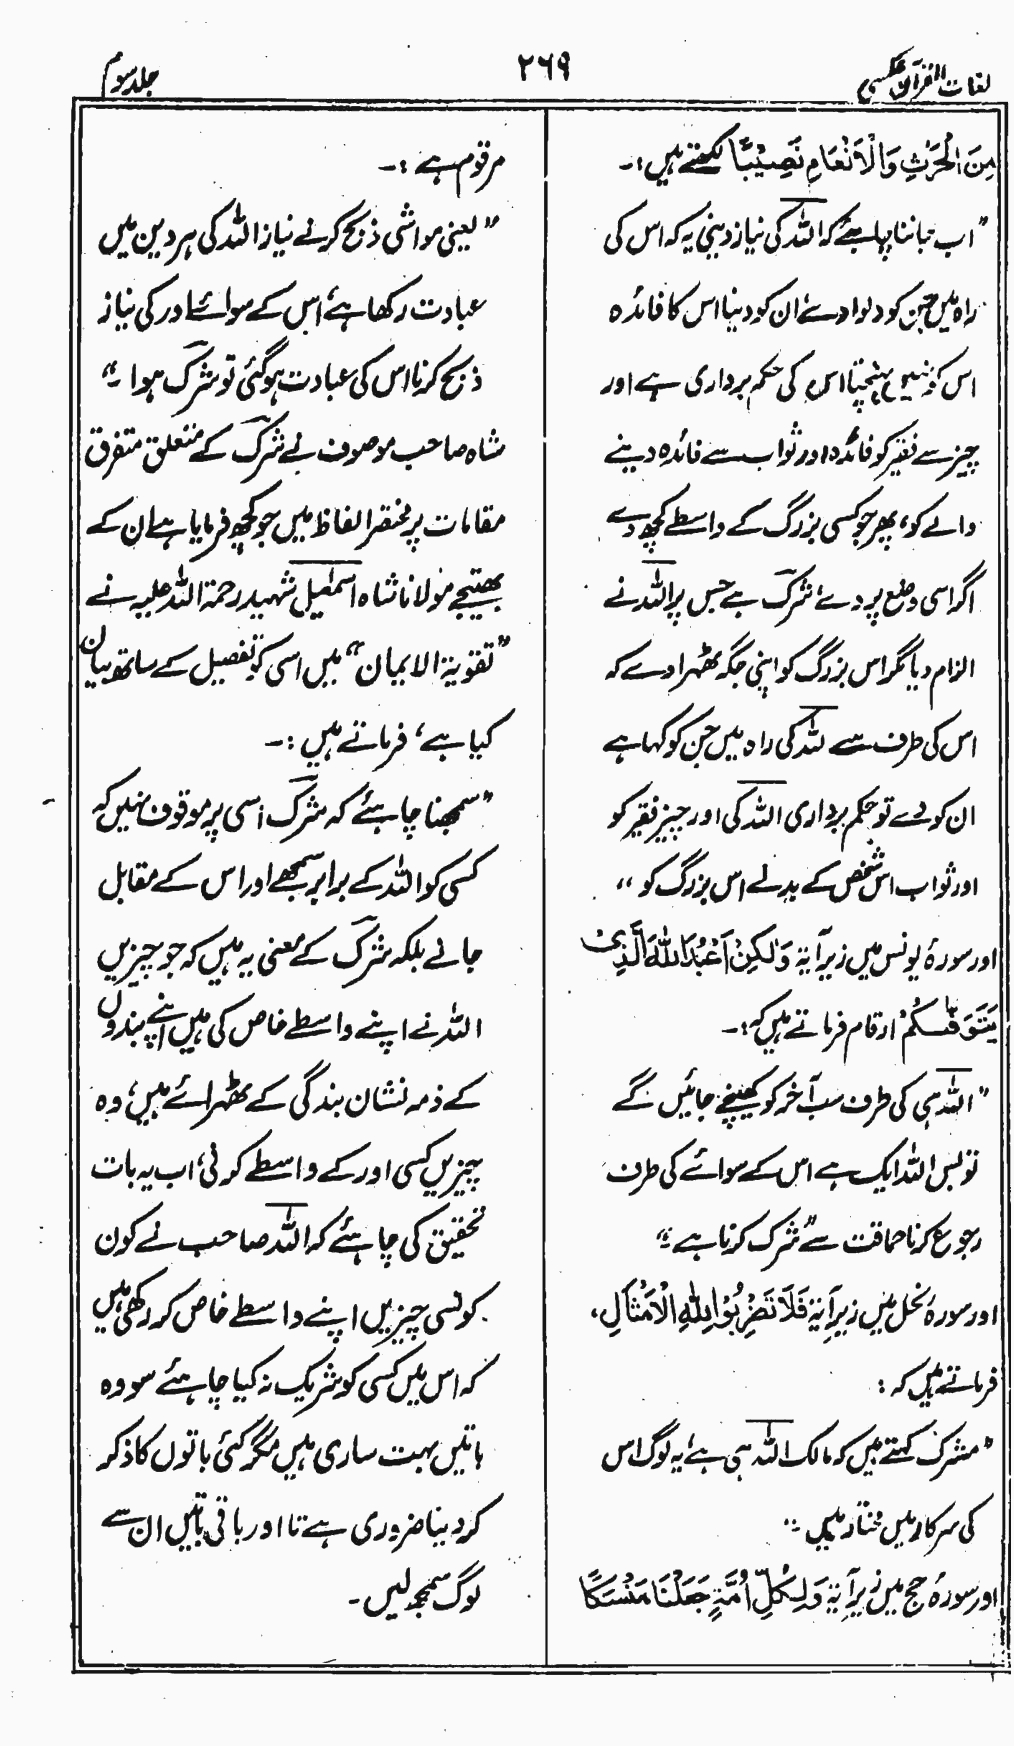 لغات القرآن عکسی
۲۶۹
جلد سوم
مِنَ الْحَرْثِ وَالْاَنْعَامِ نَصِیْبًا لکھتے ہیں :۔
"اب جاننا چاہئے کہ اللہ کی نیاز دینی یہ کہ اس کی
راہ میں جن کو دلوا دے ان کو دینا اس کا فائدہ
اس کو نہیں پہنچتا اس کی حکم برداری ہے اور
چیز سے فقیر کو فائدہ اور ثواب سے فائدہ دینے
والے کو، پھر جو کسی بزرگ کے واسطے کچھ دے
اگر اسی وضع پر دے شرک ہے جس پر اللہ نے
الزام دیا مگر اس بزرگ کو اپنی جگہ ٹھہرا دے کہ
اس کی طرف سے للہ کی راہ میں جن کو کہا ہے
ان کو دے تو حکم برداری اللہ کی اور چیز فقیر کو
اور ثواب اس شخص کے بدلے اس بزرگ کو "
اور سورۂ یونس میں زیر آیۃ وَلٰکِنْ اَعْبُدُ اللّٰہَ الَّذِیْ
یَتَوَفّٰىکُمْ ارقام فرماتے ہیں کہ :۔
"اللہ ہی کی طرف سب آخر کو کھینچے جائیں گے
تو بس اللہ ایک ہے اس کے سوائے کی طرف
رجوع کرنا حماقت سے شرک کرنا ہے "
اور سورۂ نحل میں زیر آیۃ فَلَا تَضْرِبُوْا لِلّٰہِ الْاَمْثَالِ،
فرماتے ہیں کہ :
"مشرک کہتے ہیں کہ مالک اللہ ہی ہے یہ لوگ اس
کی سرکار میں مختار ہیں "
اور سورۂ حج میں زیر آیۃ وَلِکُلِّ اُمَّۃٍ جَعَلْنَا مَنْسَکًا
مرقوم ہے :۔
"یعنی مواشی ذبح کرنے نیاز اللہ کی ہر دین میں
عبادت رکھا ہے، اس کے سوائے اور کی نیاز
ذبح کرنا اس کی عبادت ہو گئی تو شرک ہوا "
شاہ صاحب موصوف نے شرک کے متعلق متفرق
مقامات پر مختصر الفاظ میں جو کچھ فرمایا ہے ان کے
بھتیجے مولانا شاہ اسمٰعیل شہید رحمۃ اللہ علیہ نے
"تقویۃ الایمان" میں اسی کو تفصیل کے ساتھ بیان
کیا ہے، فرماتے ہیں :۔
"سمجھنا چاہئے کہ شرک اسی پر موقوف نہیں کہ
کسی کو اللہ کے برابر سمجھے اور اس کے مقابل
جانے بلکہ شرک کے معنی یہ ہیں کہ جو چیزیں
اللہ نے اپنے واسطے خاص کی ہیں اپنے بندوں
کے ذمہ نشان بندگی کے ٹھہرائے ہیں، وہ
چیزیں کسی اور کے واسطے کرنی، اب یہ بات
تحقیق کی چاہئے کہ اللہ صاحب نے کون
کونسی چیزیں اپنے واسطے خاص کر رکھی ہیں
کہ اس میں کسی کو شریک نہ کیا چاہئے سو وہ
باتیں بہت ساری ہیں مگر کئی باتوں کا ذکر
کر دینا ضروری ہے تا اور باقی باتیں ان سے
لوگ سمجھ لیں۔